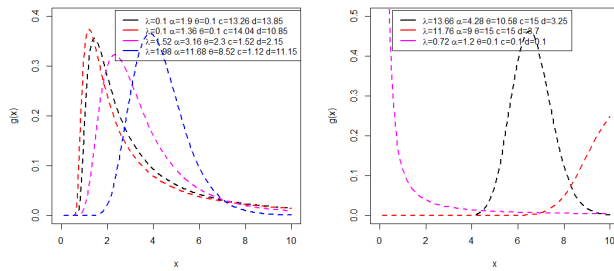 λ=0.1 α=1.9 θ=0.1 c=13.26 d=13.85
λ=0.1 α=1.36 θ=0.1 c=14.04 d=10.85
λ=1.52 α=3.16 θ=2.3 c=1.52 d=2.15
λ=1.98 α=11.68 θ=8.52 c=1.12 d=11.15
g(x)
0.4
0.3
0.2
0.1
0.0
0 2 4 6 8 10
x
λ=13.66 α=4.28 θ=10.58 c=15 d=3.25
λ=11.76 α=9 θ=15 c=15 d=3.7
λ=0.72 α=1.2 θ=0.1 c=0.1 d=0.1
g(x)
0.5
0.4
0.3
0.2
0.1
0.0
0 2 4 6 8 10
x